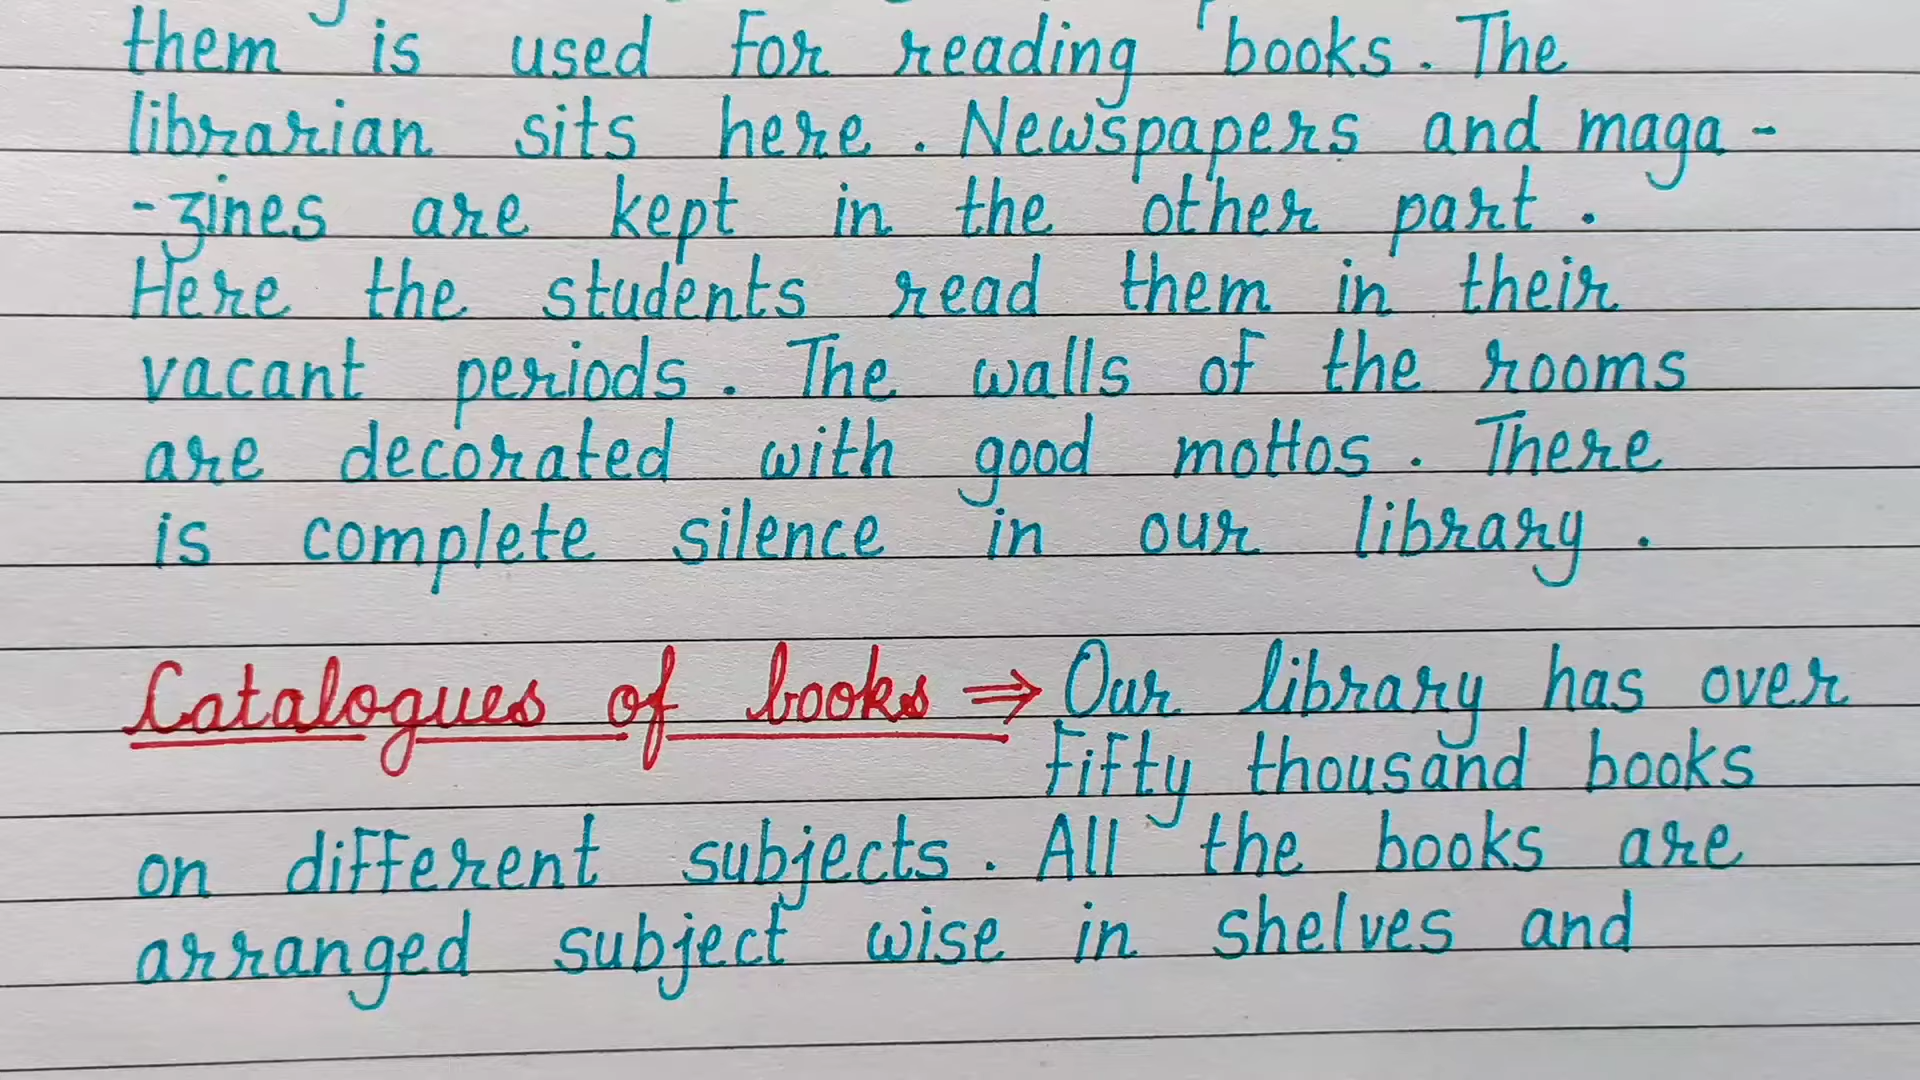 them is used for reading books. The
librarian sits here. Newspapers and maga-
-zines are kept in the other part.
Here the students read them in their
vacant periods. The walls of the rooms
are decorated with good mottos. There
is complete silence in our library.
Catalogues of books ⇒ Our library has over
fifty thousand books
on different subjects. All the books are
arranged subject wise in shelves and